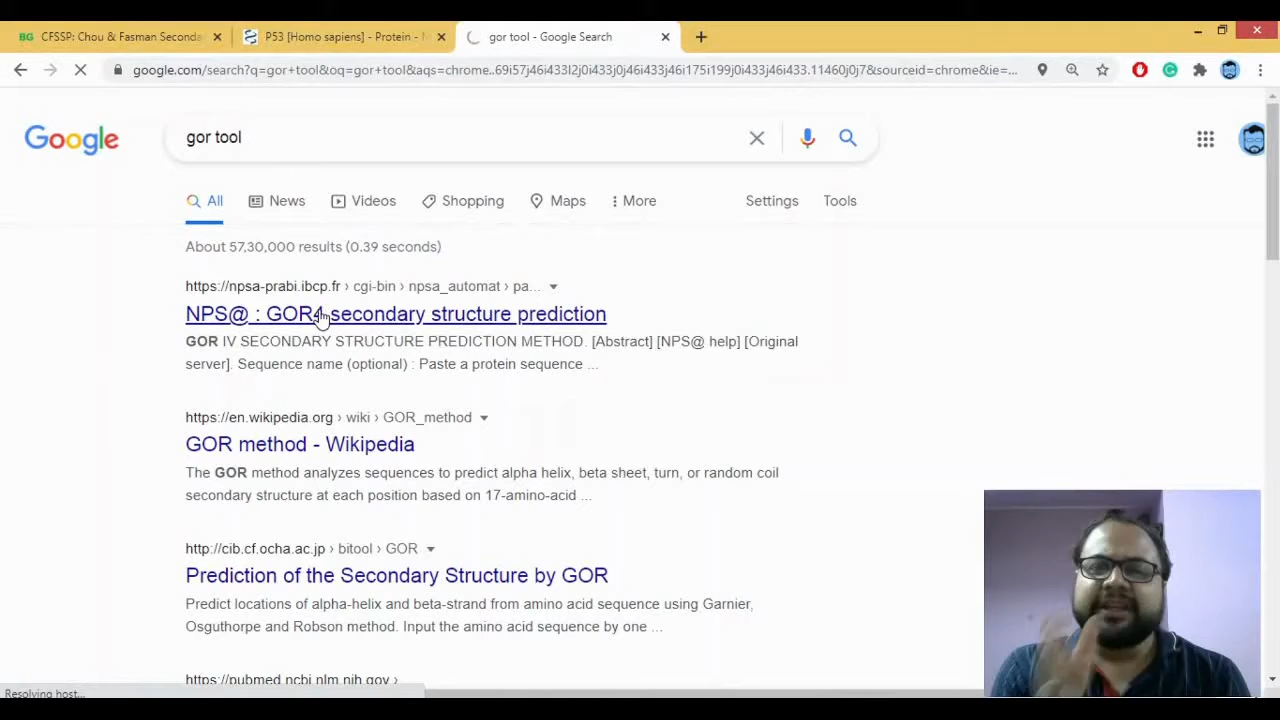 BG CFSSP: Chou & Fasman Seconda
P53 [Homo sapiens] - Protein - N
gor tool - Google Search
google.com/search?q=gor+tool&oq=gor+tool&aqs=chrome..69i57j46i433l2j0i433j0j46i433j46i175i199j0i433j46i433.11460j0j7&sourceid=chrome&ie=...
Google
gor tool
All
News
Videos
Shopping
Maps
More
Settings
Tools
About 57,30,000 results (0.39 seconds)
https://npsa-prabi.ibcp.fr › cgi-bin › npsa_automat › pa...
NPS@ : GOR4 secondary structure prediction
GOR IV SECONDARY STRUCTURE PREDICTION METHOD. [Abstract] [NPS@ help] [Original
server]. Sequence name (optional) : Paste a protein sequence ...
https://en.wikipedia.org › wiki › GOR_method
GOR method - Wikipedia
The GOR method analyzes sequences to predict alpha helix, beta sheet, turn, or random coil
secondary structure at each position based on 17-amino-acid ...
http://cib.cf.ocha.ac.jp › bitool › GOR
Prediction of the Secondary Structure by GOR
Predict locations of alpha-helix and beta-strand from amino acid sequence using Garnier,
Osguthorpe and Robson method. Input the amino acid sequence by one ...
https://pubmed.ncbi.nlm.nih.gov ›
Resolving host...